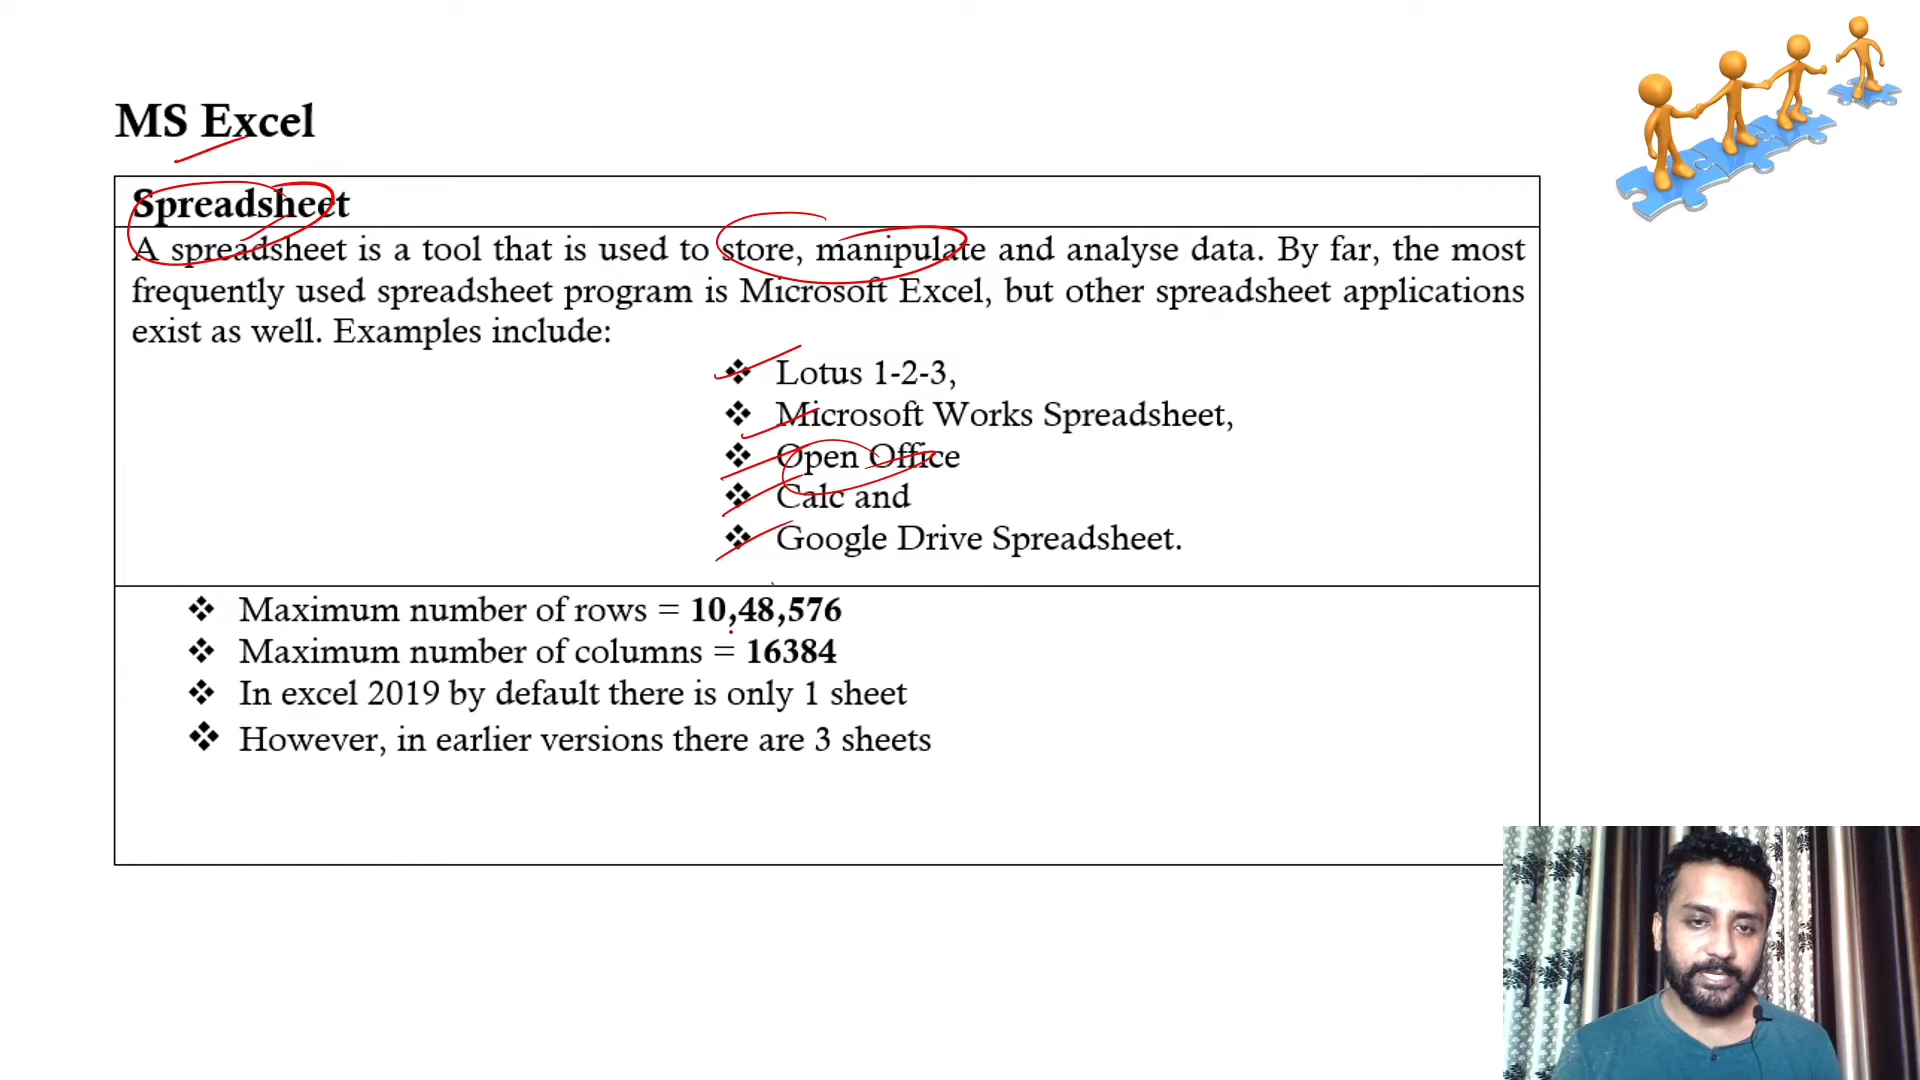 MS Excel
Spreadsheet
A spreadsheet is a tool that is used to store, manipulate and analyse data. By far, the most
frequently used spreadsheet program is Microsoft Excel, but other spreadsheet applications
exist as well. Examples include:
❖ Lotus 1-2-3,
❖ Microsoft Works Spreadsheet,
❖ Open Office
❖ Calc and
❖ Google Drive Spreadsheet.
❖ Maximum number of rows = 10,48,576
❖ Maximum number of columns = 16384
❖ In excel 2019 by default there is only 1 sheet
❖ However, in earlier versions there are 3 sheets